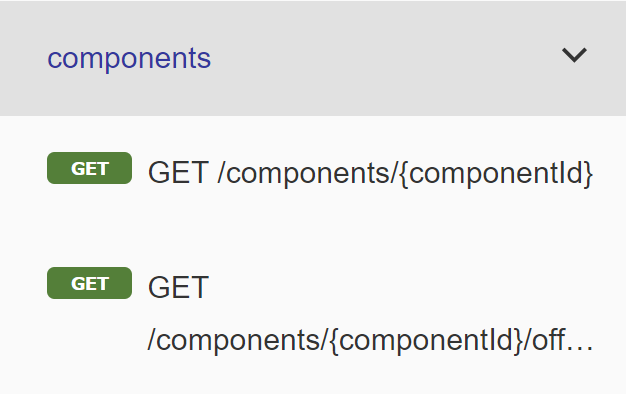 components
GET GET /components/{componentId}
GET GET
/components/{componentId}/off…